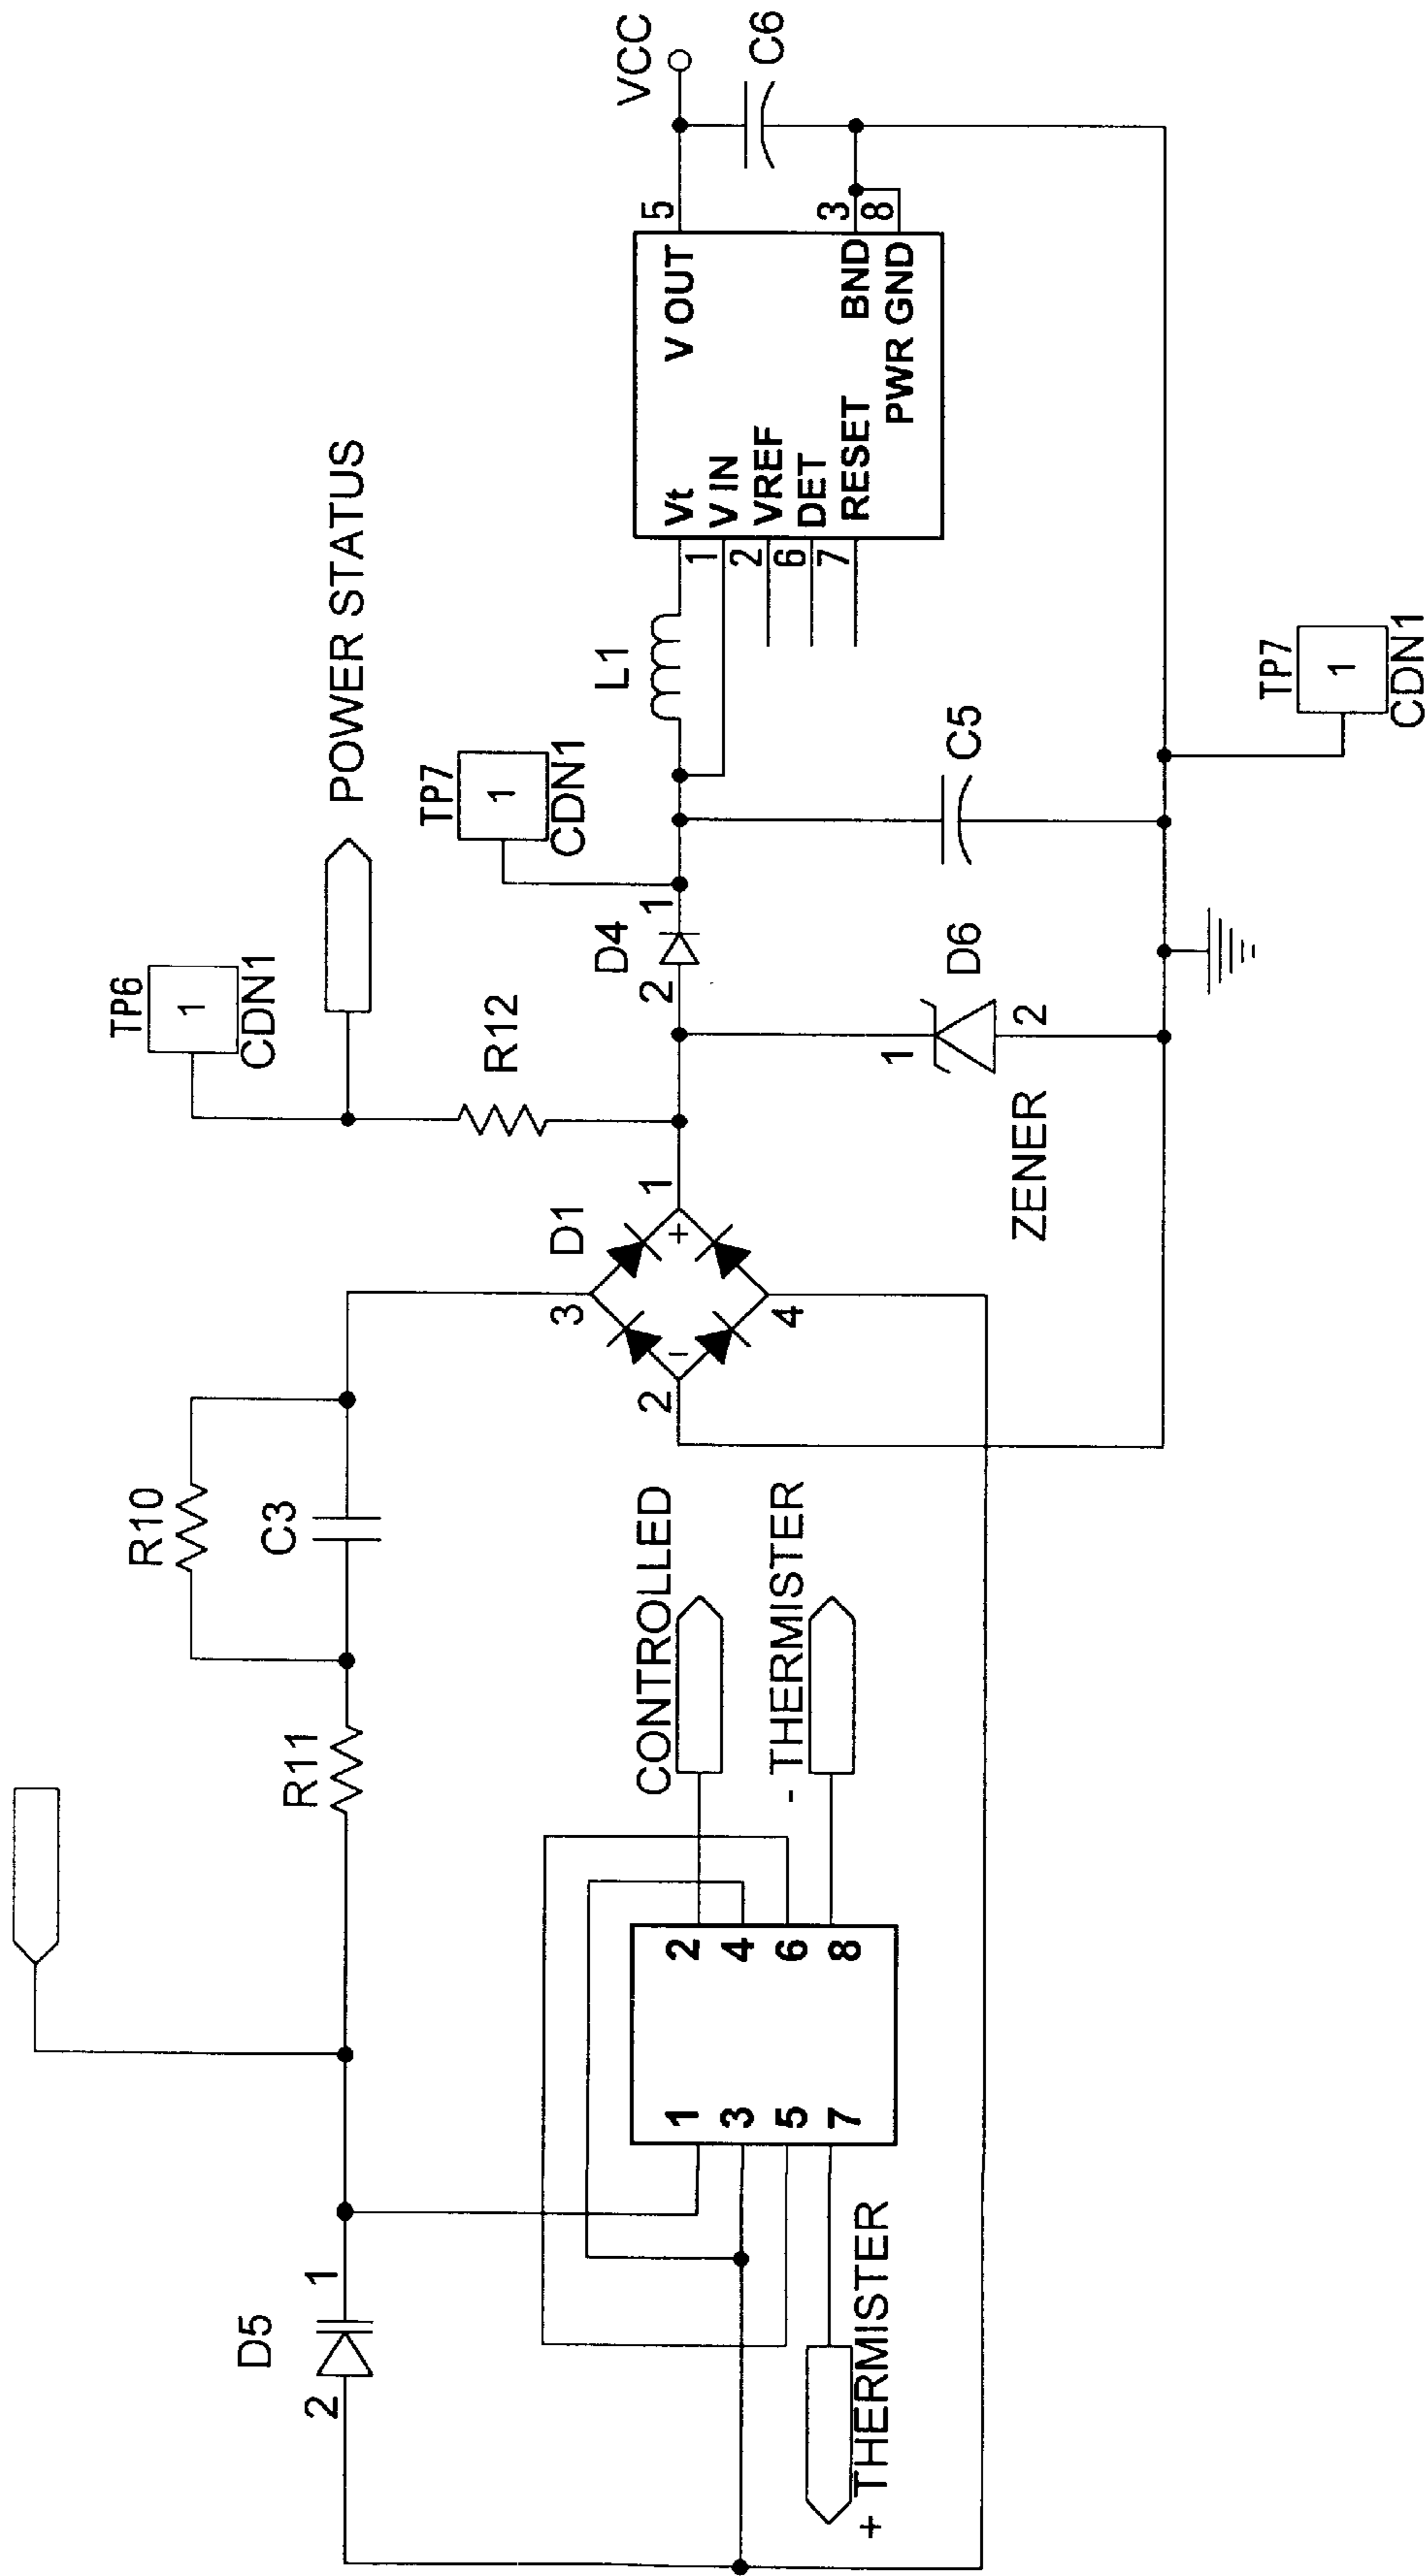 TP6
1
CDN1
POWER STATUS
R10
C3
R11
R12
TP7
1
CDN1
VCC
C6
D5
1
2
D1
3
1
+
-
2
4
D4
2
1
L1
Vt
V OUT
5
1
V IN
2
VREF
6
DET
7
RESET
BND
3
PWR GND
8
CONTROLLED
- THERMISTER
1
2
3
4
5
6
7
8
+ THERMISTER
ZENER
1
D6
2
C5
TP7
1
CDN1